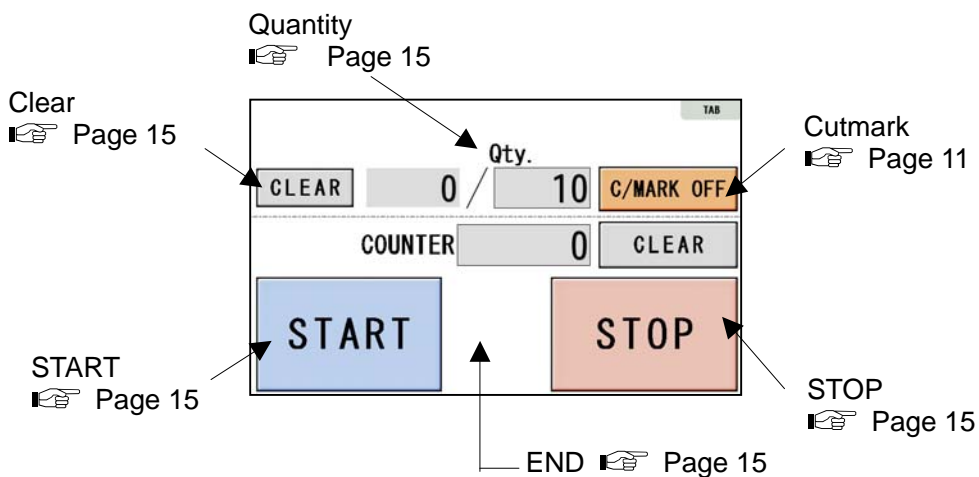 Quantity
☞ Page 15
Clear
☞ Page 15
TAB
Cutmark
☞ Page 11
Qty.
CLEAR 0 / 10 C/MARK OFF
COUNTER 0 CLEAR
START STOP
START
☞ Page 15
STOP
☞ Page 15
END ☞ Page 15